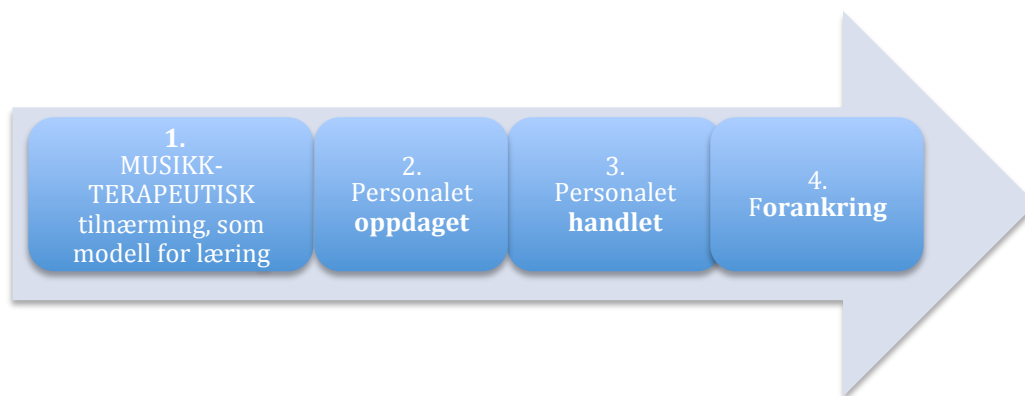 1.
MUSIKK-
TERAPEUTISK
tilnærming, som
modell for læring
2.
Personalet
oppdaget
3.
Personalet
handlet
4.
Forankring